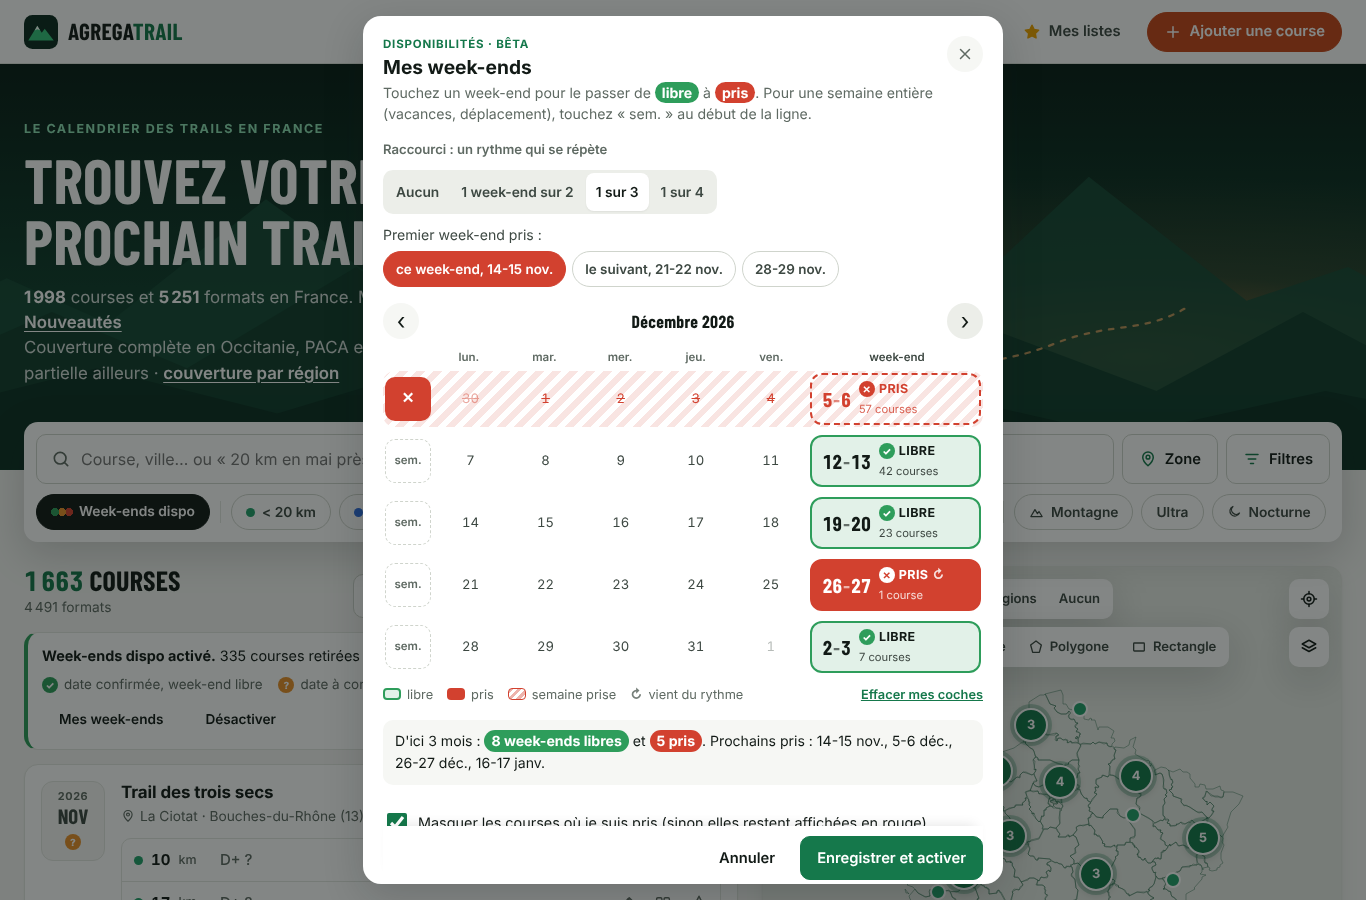 AGREGATRAIL
Mes listes
+ Ajouter une course
LE CALENDRIER DES TRAILS EN FRANCE
TROUVEZ VOTR
PROCHAIN TRAI
1 998 courses et 5 251 formats en France.
Nouveautés
Couverture complète en Occitanie, PACA e
partielle ailleurs · couverture par région
Course, ville... ou « 20 km en mai prè
Zone
Filtres
Week-ends dispo
< 20 km
Montagne
Ultra
Nocturne
1 663 COURSES
4 491 formats
gions
Aucun
Polygone
Rectangle
Week-ends dispo activé. 335 courses retirées
date confirmée, week-end libre
? date à con
Mes week-ends
Désactiver
2026
NOV
?
Trail des trois secs
La Ciotat · Bouches-du-Rhône (13)
10 km D+ ?
3
4
4
3
5
3
DISPONIBILITÉS · BÊTA
Mes week-ends
Touchez un week-end pour le passer de libre à pris. Pour une semaine entière
(vacances, déplacement), touchez « sem. » au début de la ligne.
Raccourci : un rythme qui se répète
Aucun 1 week-end sur 2 1 sur 3 1 sur 4
Premier week-end pris :
ce week-end, 14-15 nov. le suivant, 21-22 nov. 28-29 nov.
‹ Décembre 2026 ›
lun. mar. mer. jeu. ven. week-end
✕ 30 1 2 3 4 5-6 PRIS
57 courses
sem. 7 8 9 10 11 12-13 LIBRE
42 courses
sem. 14 15 16 17 18 19-20 LIBRE
23 courses
sem. 21 22 23 24 25 26-27 PRIS ↻
1 course
sem. 28 29 30 31 1 2-3 LIBRE
7 courses
libre pris semaine prise ↻ vient du rythme Effacer mes coches
D'ici 3 mois : 8 week-ends libres et 5 pris. Prochains pris : 14-15 nov., 5-6 déc.,
26-27 déc., 16-17 janv.
Masquer les courses où je suis pris (sinon elles restent affichées en rouge)
Annuler
Enregistrer et activer